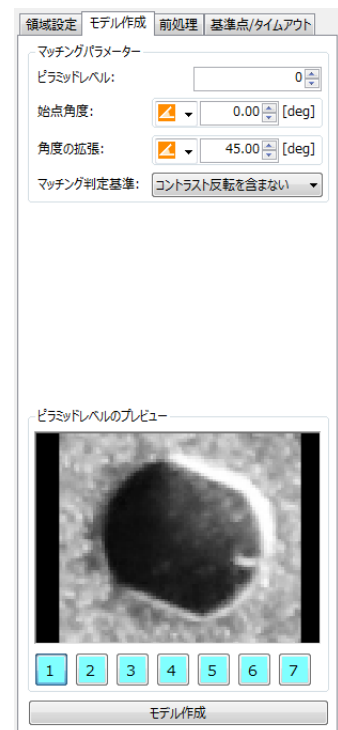 領域設定 モデル作成 前処理 基準点/タイムアウト
マッチングパラメーター
ピラミッドレベル: 0
始点角度: 0.00 [deg]
角度の拡張: 45.00 [deg]
マッチング判定基準: コントラスト反転を含まない
ピラミッドレベルのプレビュー
1 2 3 4 5 6 7
モデル作成